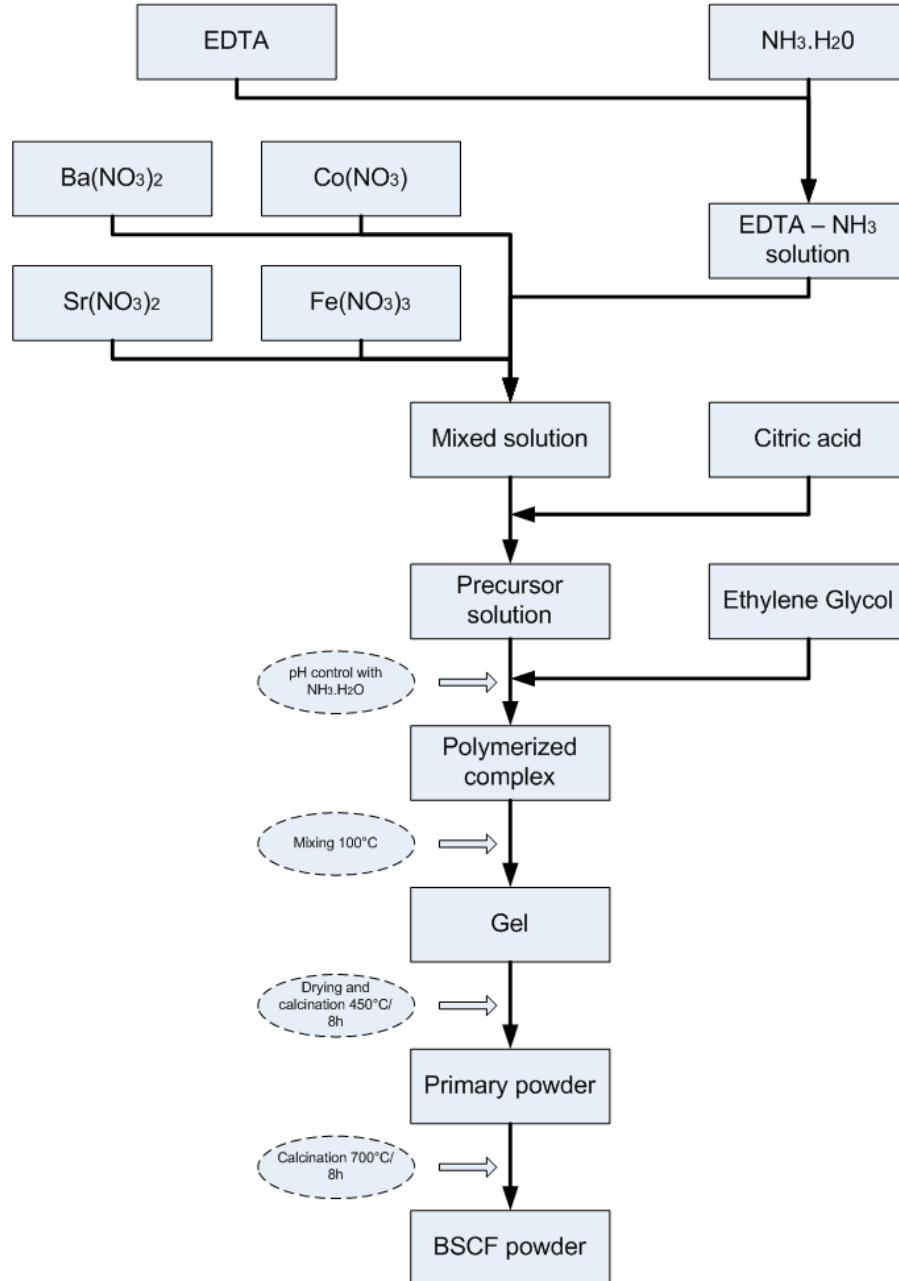 EDTA
NH₃.H₂0
Ba(NO₃)₂
Co(NO₃)
EDTA – NH₃
solution
Sr(NO₃)₂
Fe(NO₃)₃
Mixed solution
Citric acid
Precursor
solution
Ethylene Glycol
pH control with
NH₃.H₂O
Polymerized
complex
Mixing 100°C
Gel
Drying and
calcination 450°C/
8h
Primary powder
Calcination 700°C/
8h
BSCF powder